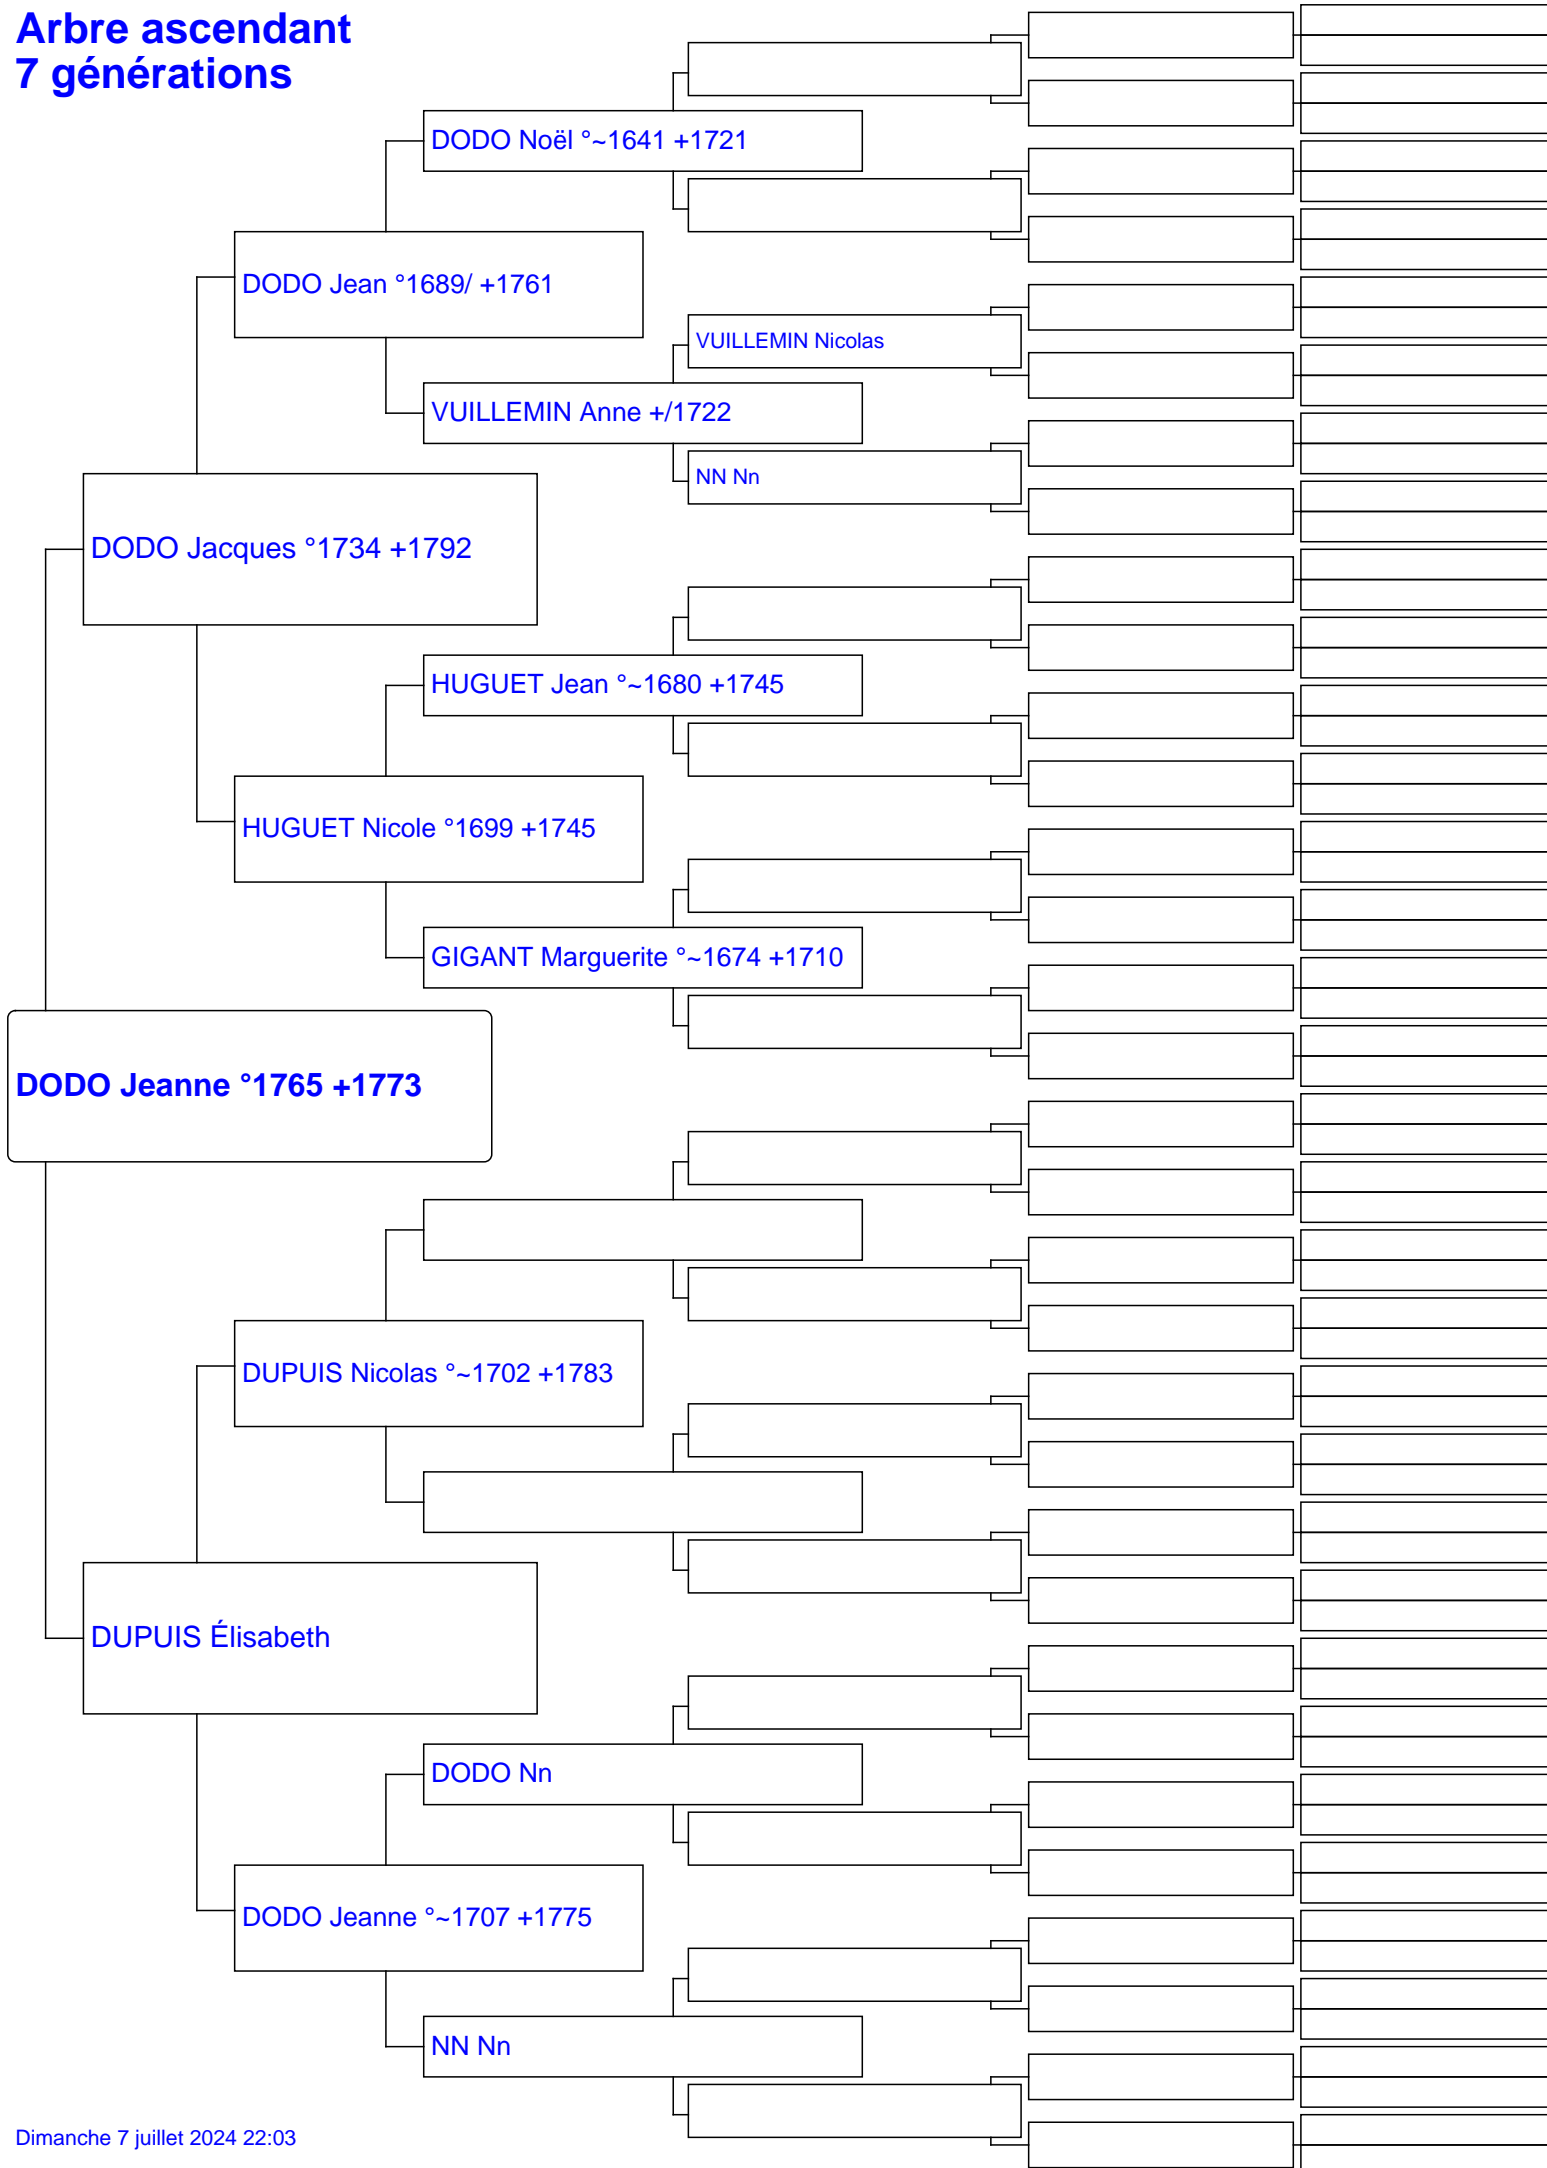 Arbre ascendant
7 générations
DODO Noël °~1641 +1721
DODO Jean °1689/ +1761
VUILLEMIN Nicolas
VUILLEMIN Anne +/1722
NN Nn
DODO Jacques °1734 +1792
HUGUET Jean °~1680 +1745
HUGUET Nicole °1699 +1745
GIGANT Marguerite °~1674 +1710
DODO Jeanne °1765 +1773
DUPUIS Nicolas °~1702 +1783
DUPUIS Élisabeth
DODO Nn
DODO Jeanne °~1707 +1775
NN Nn
Dimanche 7 juillet 2024 22:03